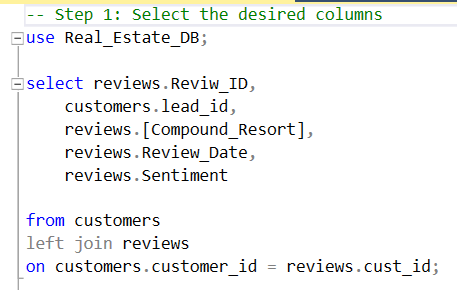 -- Step 1: Select the desired columns
use Real_Estate_DB;
select reviews.Reviw_ID,
customers.lead_id,
reviews.[Compound_Resort],
reviews.Review_Date,
reviews.Sentiment
from customers
left join reviews
on customers.customer_id = reviews.cust_id;